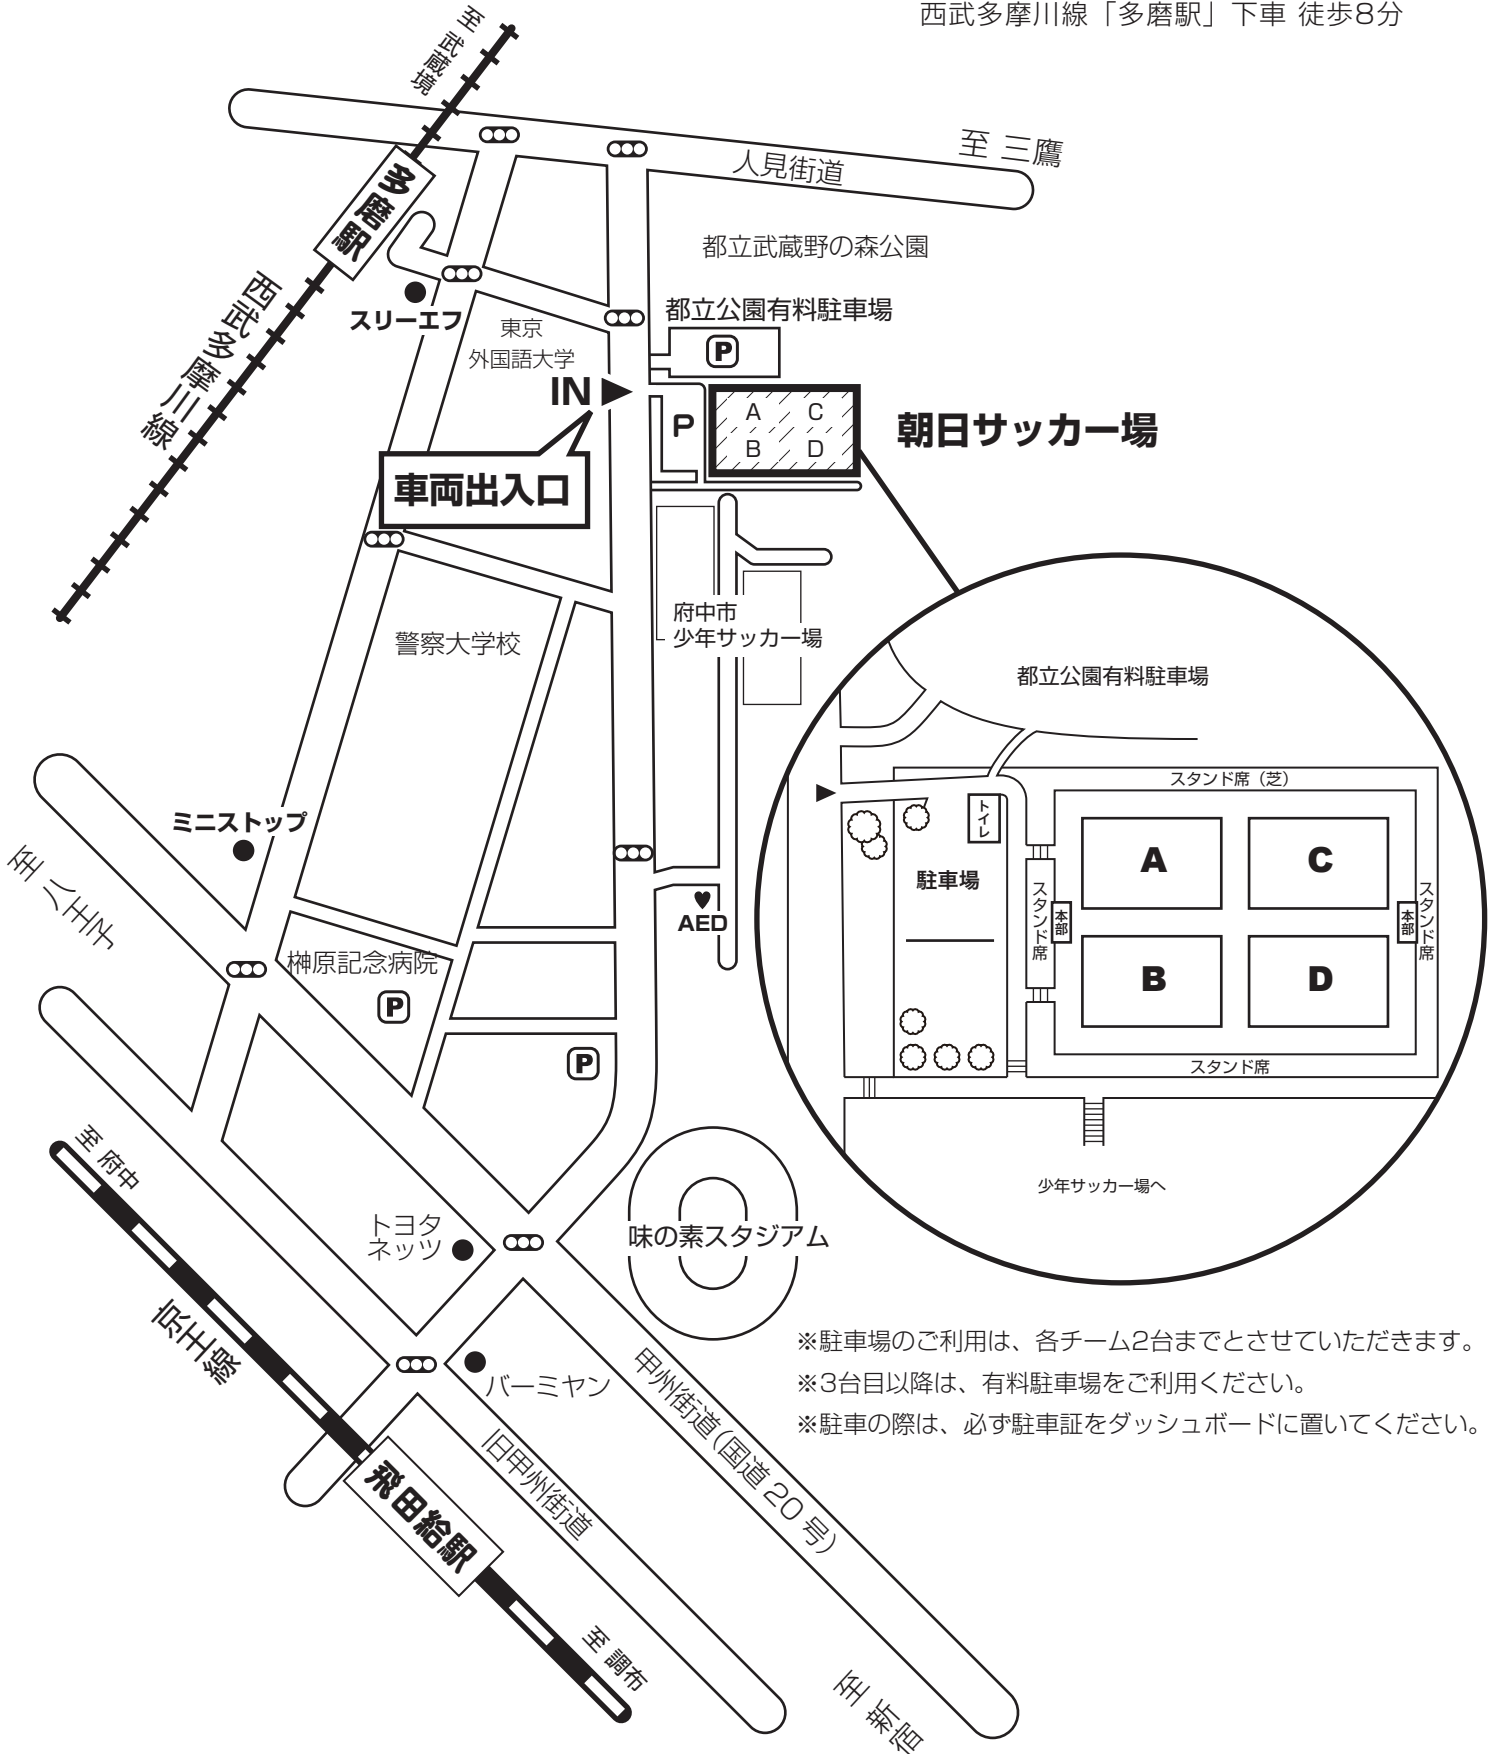 西武多摩川線「多磨駅」下車 徒歩8分
至 武蔵境
至 三鷹
人見街道
多磨駅
都立武蔵野の森公園
西武多摩川線
スリーエフ
東京
外国語大学
都立公園有料駐車場
P
IN
P
A
C
B
D
朝日サッカー場
車両出入口
府中市
少年サッカー場
警察大学校
都立公園有料駐車場
スタンド席（芝）
トイレ
駐車場
A
C
スタンド席
本部
本部
スタンド席
B
D
スタンド席
少年サッカー場へ
ミニストップ
至 八王子
AED
榊原記念病院
P
P
至 府中
トヨタ
ネッツ
味の素スタジアム
京王線
バーミヤン
※駐車場のご利用は、各チーム2台までとさせていただきます。
※3台目以降は、有料駐車場をご利用ください。
※駐車の際は、必ず駐車証をダッシュボードに置いてください。
甲州街道(国道20号)
旧甲州街道
飛田給駅
至 調布
至 新宿